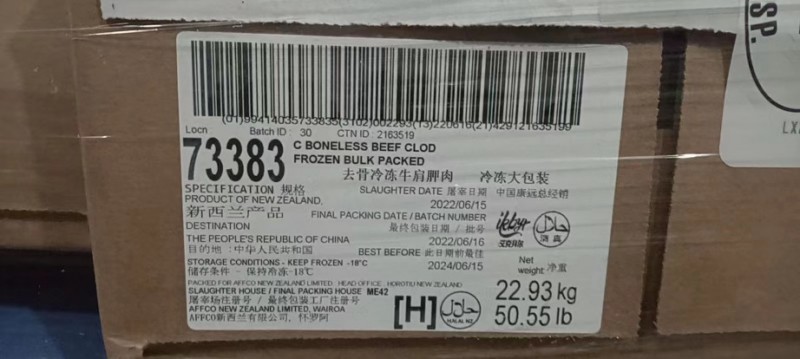 (01)99414035733835(3102)002293(13)220616(21)429121635199
Locn
Batch ID : 30 CTN ID : 2163519
73383
C BONELESS BEEF CLOD
FROZEN BULK PACKED
去骨冷冻牛肩胛肉 冷冻大包装
SPECIFICATION 规格
SLAUGHTER DATE 屠宰日期 中国康远总经销
PRODUCT OF NEW ZEALAND.
2022/06/15
新西兰产品
FINAL PACKING DATE / BATCH NUMBER
DESTINATION
最终包装日期 / 批号
THE PEOPLE'S REPUBLIC OF CHINA
2022/06/16
目的地 :中华人民共和国
BEST BEFORE 此日期前最佳
STORAGE CONDITIONS - KEEP FROZEN -18°C
2024/06/15
储存条件 - 保持冷冻-18℃
Net weight 净重
PACKED FOR AFFCO NEW ZEALAND LIMITED, HEAD OFFICE, HOROTIU NEW ZEALAND
SLAUGHTER HOUSE / FINAL PACKING HOUSE ME42
22.93 kg
屠宰场注册号 / 最终包装工厂注册号
[H]
HALAL NZ
50.55 lb
AFFCO NEW ZEALAND LIMITED, WAIROA
AFFCO新西兰有限公司, 怀罗阿
清真
حلال
SP.
LX